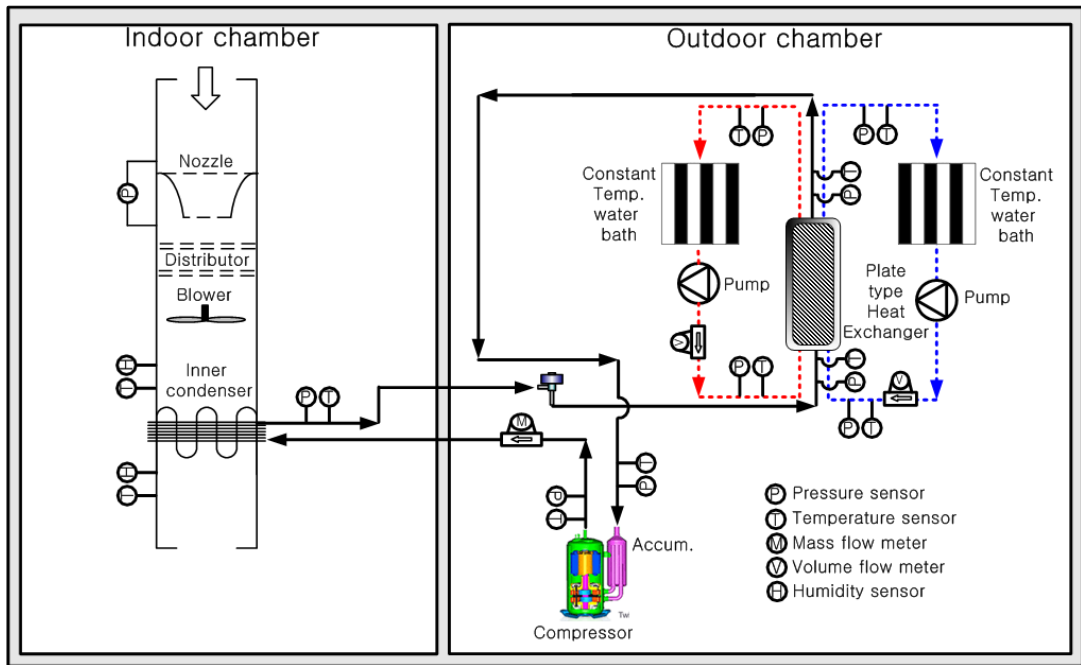 Indoor chamber
Nozzle
P
Distributor
Blower
H
T
Inner
condenser
P T
H
T
Outdoor chamber
T P
P T
Constant
Temp.
water
bath
Constant
Temp.
water
bath
T
P
Pump
Plate
type
Heat
Exchanger
Pump
V
T
P
V
P T
P T
M
T
P
P
T
Accum.
Compressor
P Pressure sensor
T Temperature sensor
M Mass flow meter
V Volume flow meter
H Humidity sensor